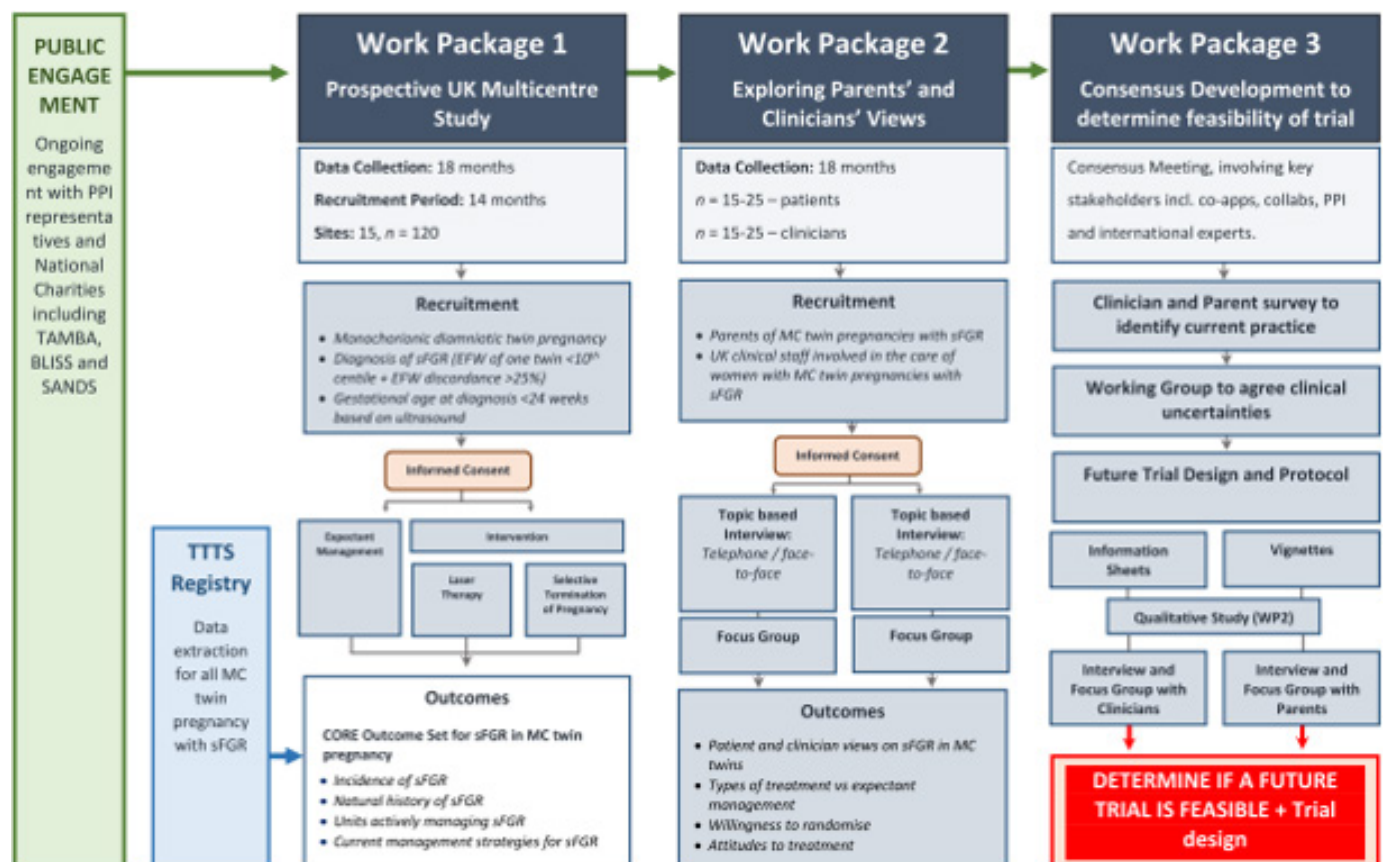 PUBLIC
ENGAGE
MENT
Ongoing
engageme
nt with PPI
representa
tives and
National
Charities
including
TAMBA,
BLISS and
SANDS
TTTS
Registry
Data
extraction
for all MC
twin
pregnancy
with sFGR
Work Package 1
Prospective UK Multicentre
Study
Data Collection: 18 months
Recruitment Period: 14 months
Sites: 15, n = 120
Recruitment
• Monochorionic diamniotic twin pregnancy
• Diagnosis of sFGR (EFW of one twin <10th
centile + EFW discordance >25%)
• Gestational age at diagnosis <24 weeks
based on ultrasound
Informed Consent
Expectant
Management
Intervention
Laser
Therapy
Selective
Termination
of Pregnancy
Outcomes
CORE Outcome Set for sFGR in MC twin
pregnancy
• Incidence of sFGR
• Natural history of sFGR
• Units actively managing sFGR
• Current management strategies for sFGR
Work Package 2
Exploring Parents' and
Clinicians' Views
Data Collection: 18 months
n = 15-25 – patients
n = 15-25 – clinicians
Recruitment
• Parents of MC twin pregnancies with sFGR
• UK clinical staff involved in the care of
women with MC twin pregnancies with
sFGR
Informed Consent
Topic based
Interview:
Telephone / face-
to-face
Focus Group
Topic based
Interview:
Telephone / face-
to-face
Focus Group
Outcomes
• Patient and clinician views on sFGR in MC
twins
• Types of treatment vs expectant
management
• Willingness to randomise
• Attitudes to treatment
Work Package 3
Consensus Development to
determine feasibility of trial
Consensus Meeting, involving key
stakeholders incl. co-apps, collabs, PPI
and international experts.
Clinician and Parent survey to
identify current practice
Working Group to agree clinical
uncertainties
Future Trial Design and Protocol
Information
Sheets
Vignettes
Qualitative Study (WP2)
Interview and
Focus Group with
Clinicians
Interview and
Focus Group with
Parents
DETERMINE IF A FUTURE
TRIAL IS FEASIBLE + Trial
design